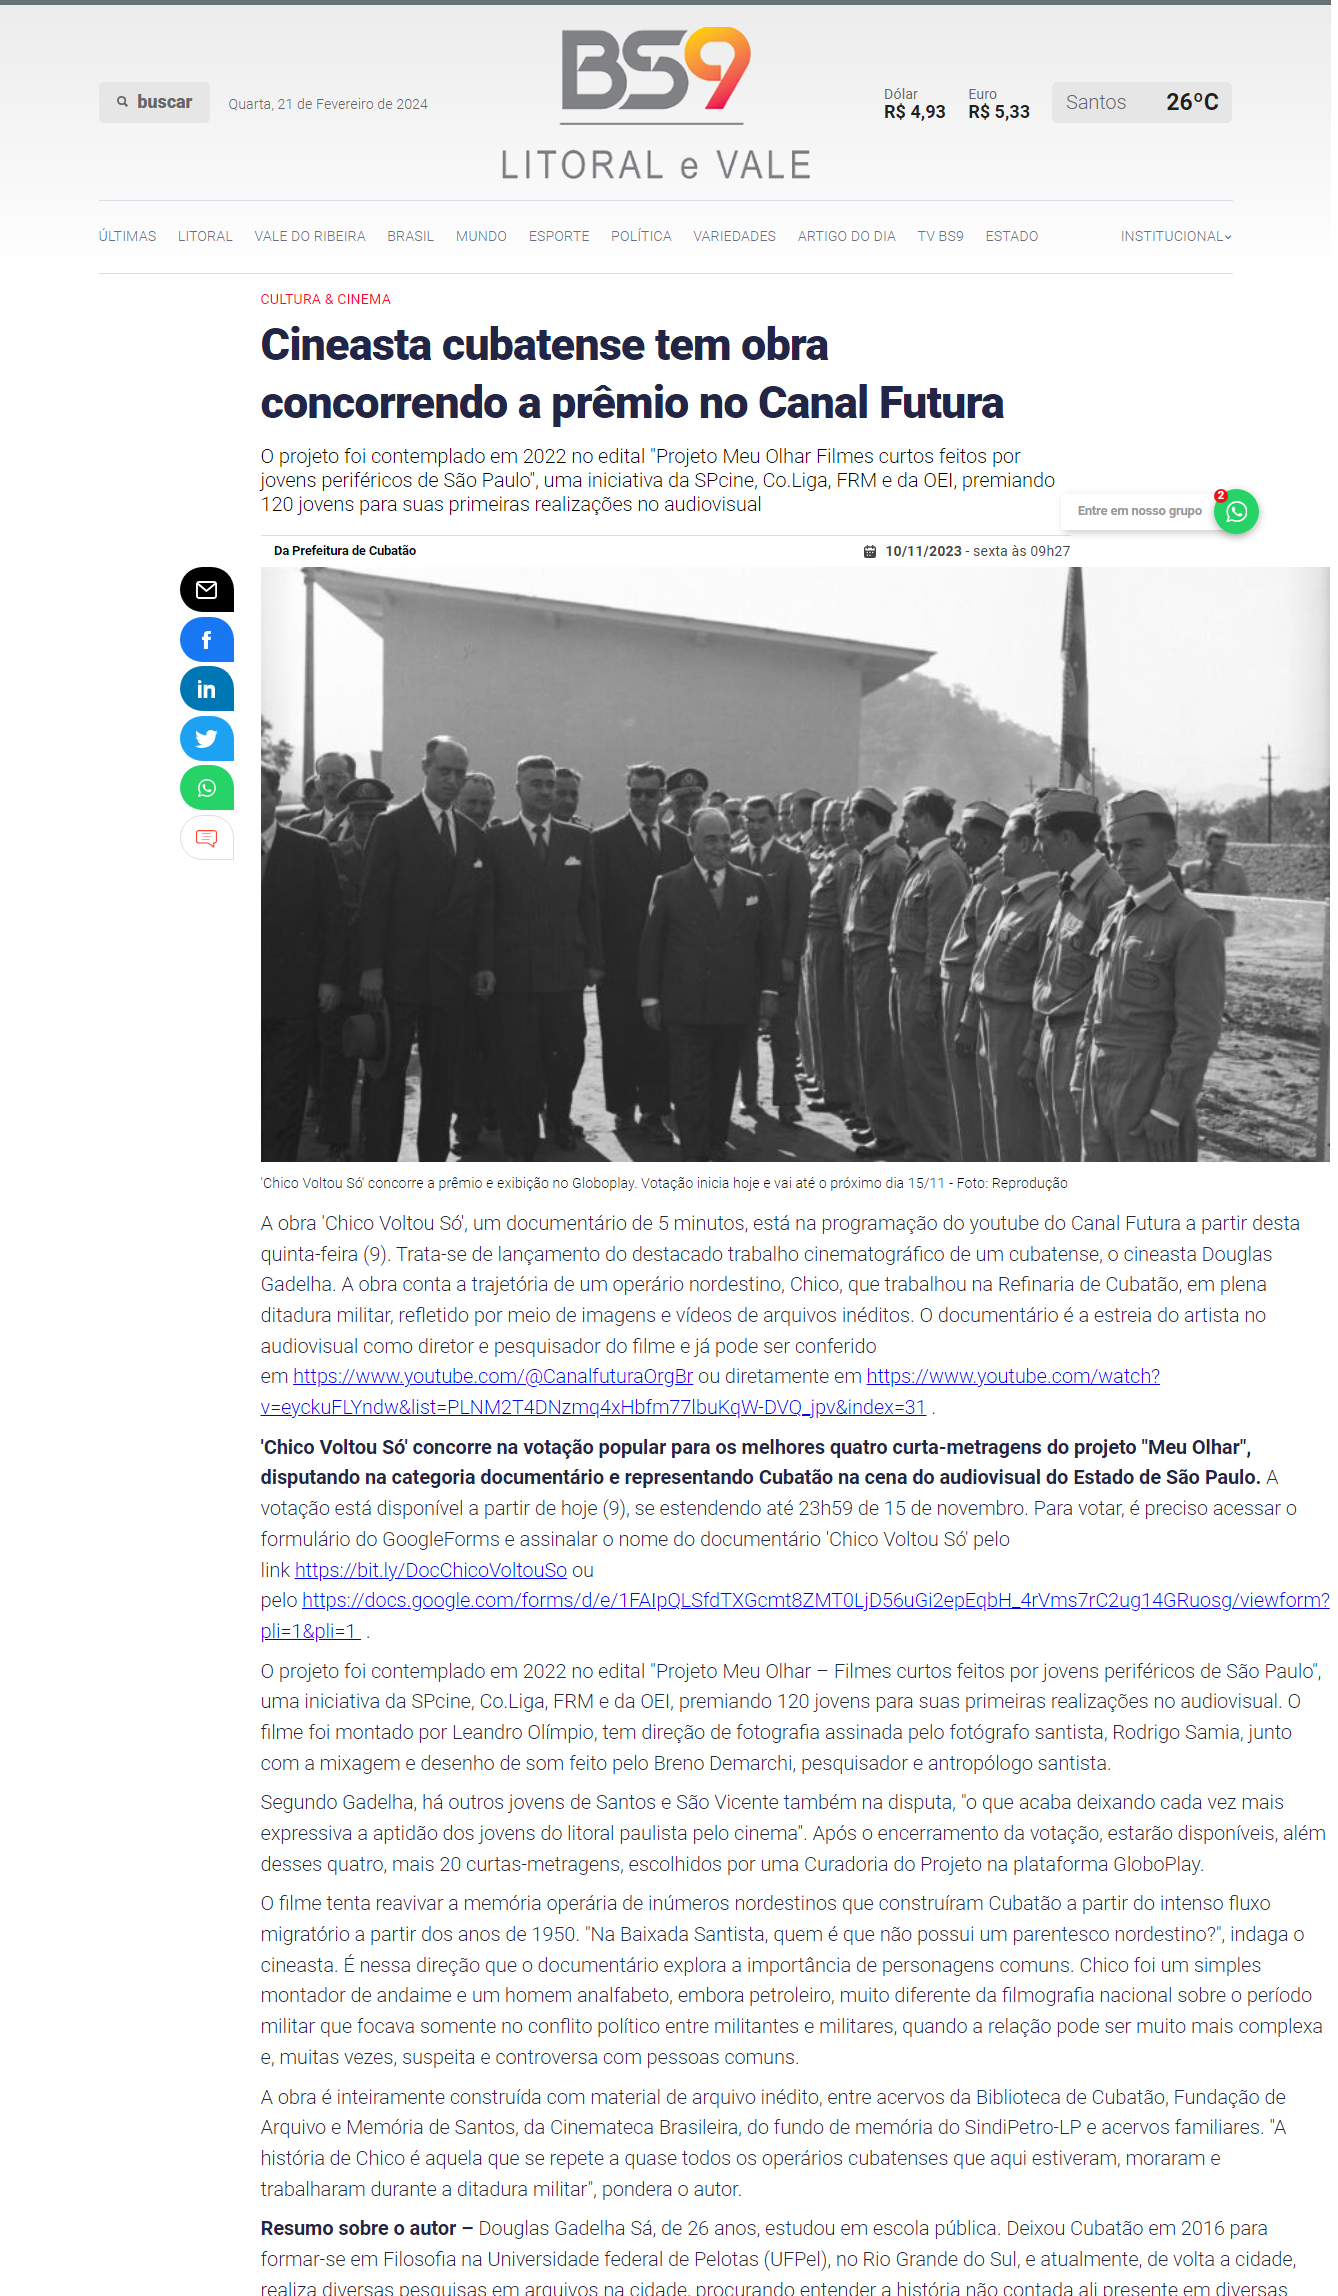 BS9
LITORAL e VALE
buscar
Quarta, 21 de Fevereiro de 2024
Dólar
R$ 4,93
Euro
R$ 5,33
Santos
26ºC
ÚLTIMAS LITORAL VALE DO RIBEIRA BRASIL MUNDO ESPORTE POLÍTICA VARIEDADES ARTIGO DO DIA TV BS9 ESTADO INSTITUCIONAL
CULTURA & CINEMA
Cineasta cubatense tem obra
concorrendo a prêmio no Canal Futura
O projeto foi contemplado em 2022 no edital "Projeto Meu Olhar Filmes curtos feitos por
jovens periféricos de São Paulo", uma iniciativa da SPcine, Co.Liga, FRM e da OEI, premiando
120 jovens para suas primeiras realizações no audiovisual
Entre em nosso grupo
2
Da Prefeitura de Cubatão
10/11/2023 - sexta às 09h27
'Chico Voltou Só' concorre a prêmio e exibição no Globoplay. Votação inicia hoje e vai até o próximo dia 15/11 - Foto: Reprodução
A obra 'Chico Voltou Só', um documentário de 5 minutos, está na programação do youtube do Canal Futura a partir desta
quinta-feira (9). Trata-se de lançamento do destacado trabalho cinematográfico de um cubatense, o cineasta Douglas
Gadelha. A obra conta a trajetória de um operário nordestino, Chico, que trabalhou na Refinaria de Cubatão, em plena
ditadura militar, refletido por meio de imagens e vídeos de arquivos inéditos. O documentário é a estreia do artista no
audiovisual como diretor e pesquisador do filme e já pode ser conferido
em https://www.youtube.com/@CanalfuturaOrgBr ou diretamente em https://www.youtube.com/watch?
v=eyckuFLYndw&list=PLNM2T4DNzmq4xHbfm77lbuKqW-DVQ_jpv&index=31 .
'Chico Voltou Só' concorre na votação popular para os melhores quatro curta-metragens do projeto "Meu Olhar",
disputando na categoria documentário e representando Cubatão na cena do audiovisual do Estado de São Paulo. A
votação está disponível a partir de hoje (9), se estendendo até 23h59 de 15 de novembro. Para votar, é preciso acessar o
formulário do GoogleForms e assinalar o nome do documentário 'Chico Voltou Só' pelo
link https://bit.ly/DocChicoVoltouSo ou
pelo https://docs.google.com/forms/d/e/1FAIpQLSfdTXGcmt8ZMT0LjD56uGi2epEqbH_4rVms7rC2ug14GRuosg/viewform?
pli=1&pli=1 .
O projeto foi contemplado em 2022 no edital "Projeto Meu Olhar – Filmes curtos feitos por jovens periféricos de São Paulo",
uma iniciativa da SPcine, Co.Liga, FRM e da OEI, premiando 120 jovens para suas primeiras realizações no audiovisual. O
filme foi montado por Leandro Olímpio, tem direção de fotografia assinada pelo fotógrafo santista, Rodrigo Samia, junto
com a mixagem e desenho de som feito pelo Breno Demarchi, pesquisador e antropólogo santista.
Segundo Gadelha, há outros jovens de Santos e São Vicente também na disputa, "o que acaba deixando cada vez mais
expressiva a aptidão dos jovens do litoral paulista pelo cinema". Após o encerramento da votação, estarão disponíveis, além
desses quatro, mais 20 curtas-metragens, escolhidos por uma Curadoria do Projeto na plataforma GloboPlay.
O filme tenta reavivar a memória operária de inúmeros nordestinos que construíram Cubatão a partir do intenso fluxo
migratório a partir dos anos de 1950. "Na Baixada Santista, quem é que não possui um parentesco nordestino?", indaga o
cineasta. É nessa direção que o documentário explora a importância de personagens comuns. Chico foi um simples
montador de andaime e um homem analfabeto, embora petroleiro, muito diferente da filmografia nacional sobre o período
militar que focava somente no conflito político entre militantes e militares, quando a relação pode ser muito mais complexa
e, muitas vezes, suspeita e controversa com pessoas comuns.
A obra é inteiramente construída com material de arquivo inédito, entre acervos da Biblioteca de Cubatão, Fundação de
Arquivo e Memória de Santos, da Cinemateca Brasileira, do fundo de memória do SindiPetro-LP e acervos familiares. "A
história de Chico é aquela que se repete a quase todos os operários cubatenses que aqui estiveram, moraram e
trabalharam durante a ditadura militar", pondera o autor.
Resumo sobre o autor – Douglas Gadelha Sá, de 26 anos, estudou em escola pública. Deixou Cubatão em 2016 para
formar-se em Filosofia na Universidade federal de Pelotas (UFPel), no Rio Grande do Sul, e atualmente, de volta a cidade,
realiza diversas pesquisas em arquivos na cidade, procurando entender a história não contada ali presente em diversas